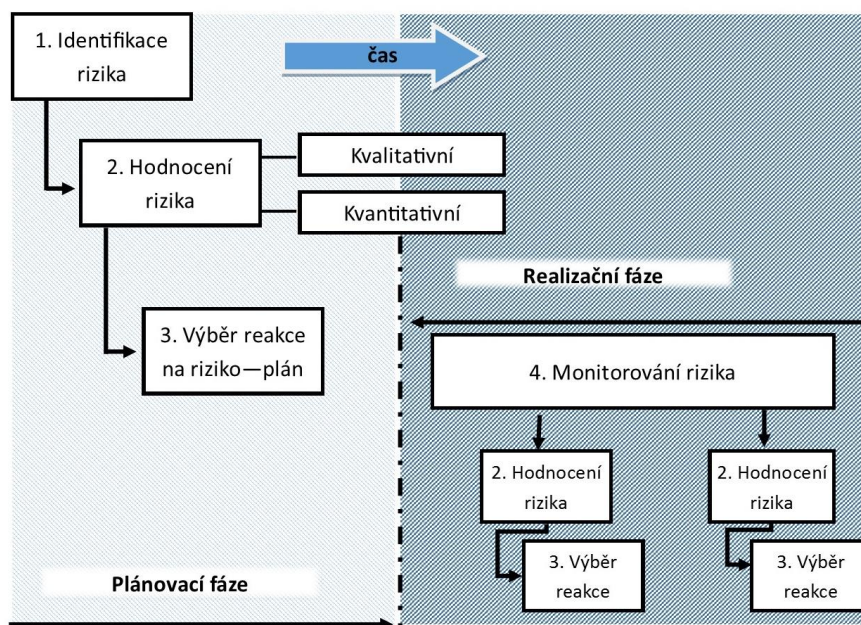 1. Identifikace
rizika
čas
2. Hodnocení
rizika
Kvalitativní
Kvantitativní
Realizační fáze
3. Výběr reakce
na riziko—plán
4. Monitorování rizika
2. Hodnocení
rizika
2. Hodnocení
rizika
3. Výběr
reakce
3. Výběr
reakce
Plánovací fáze